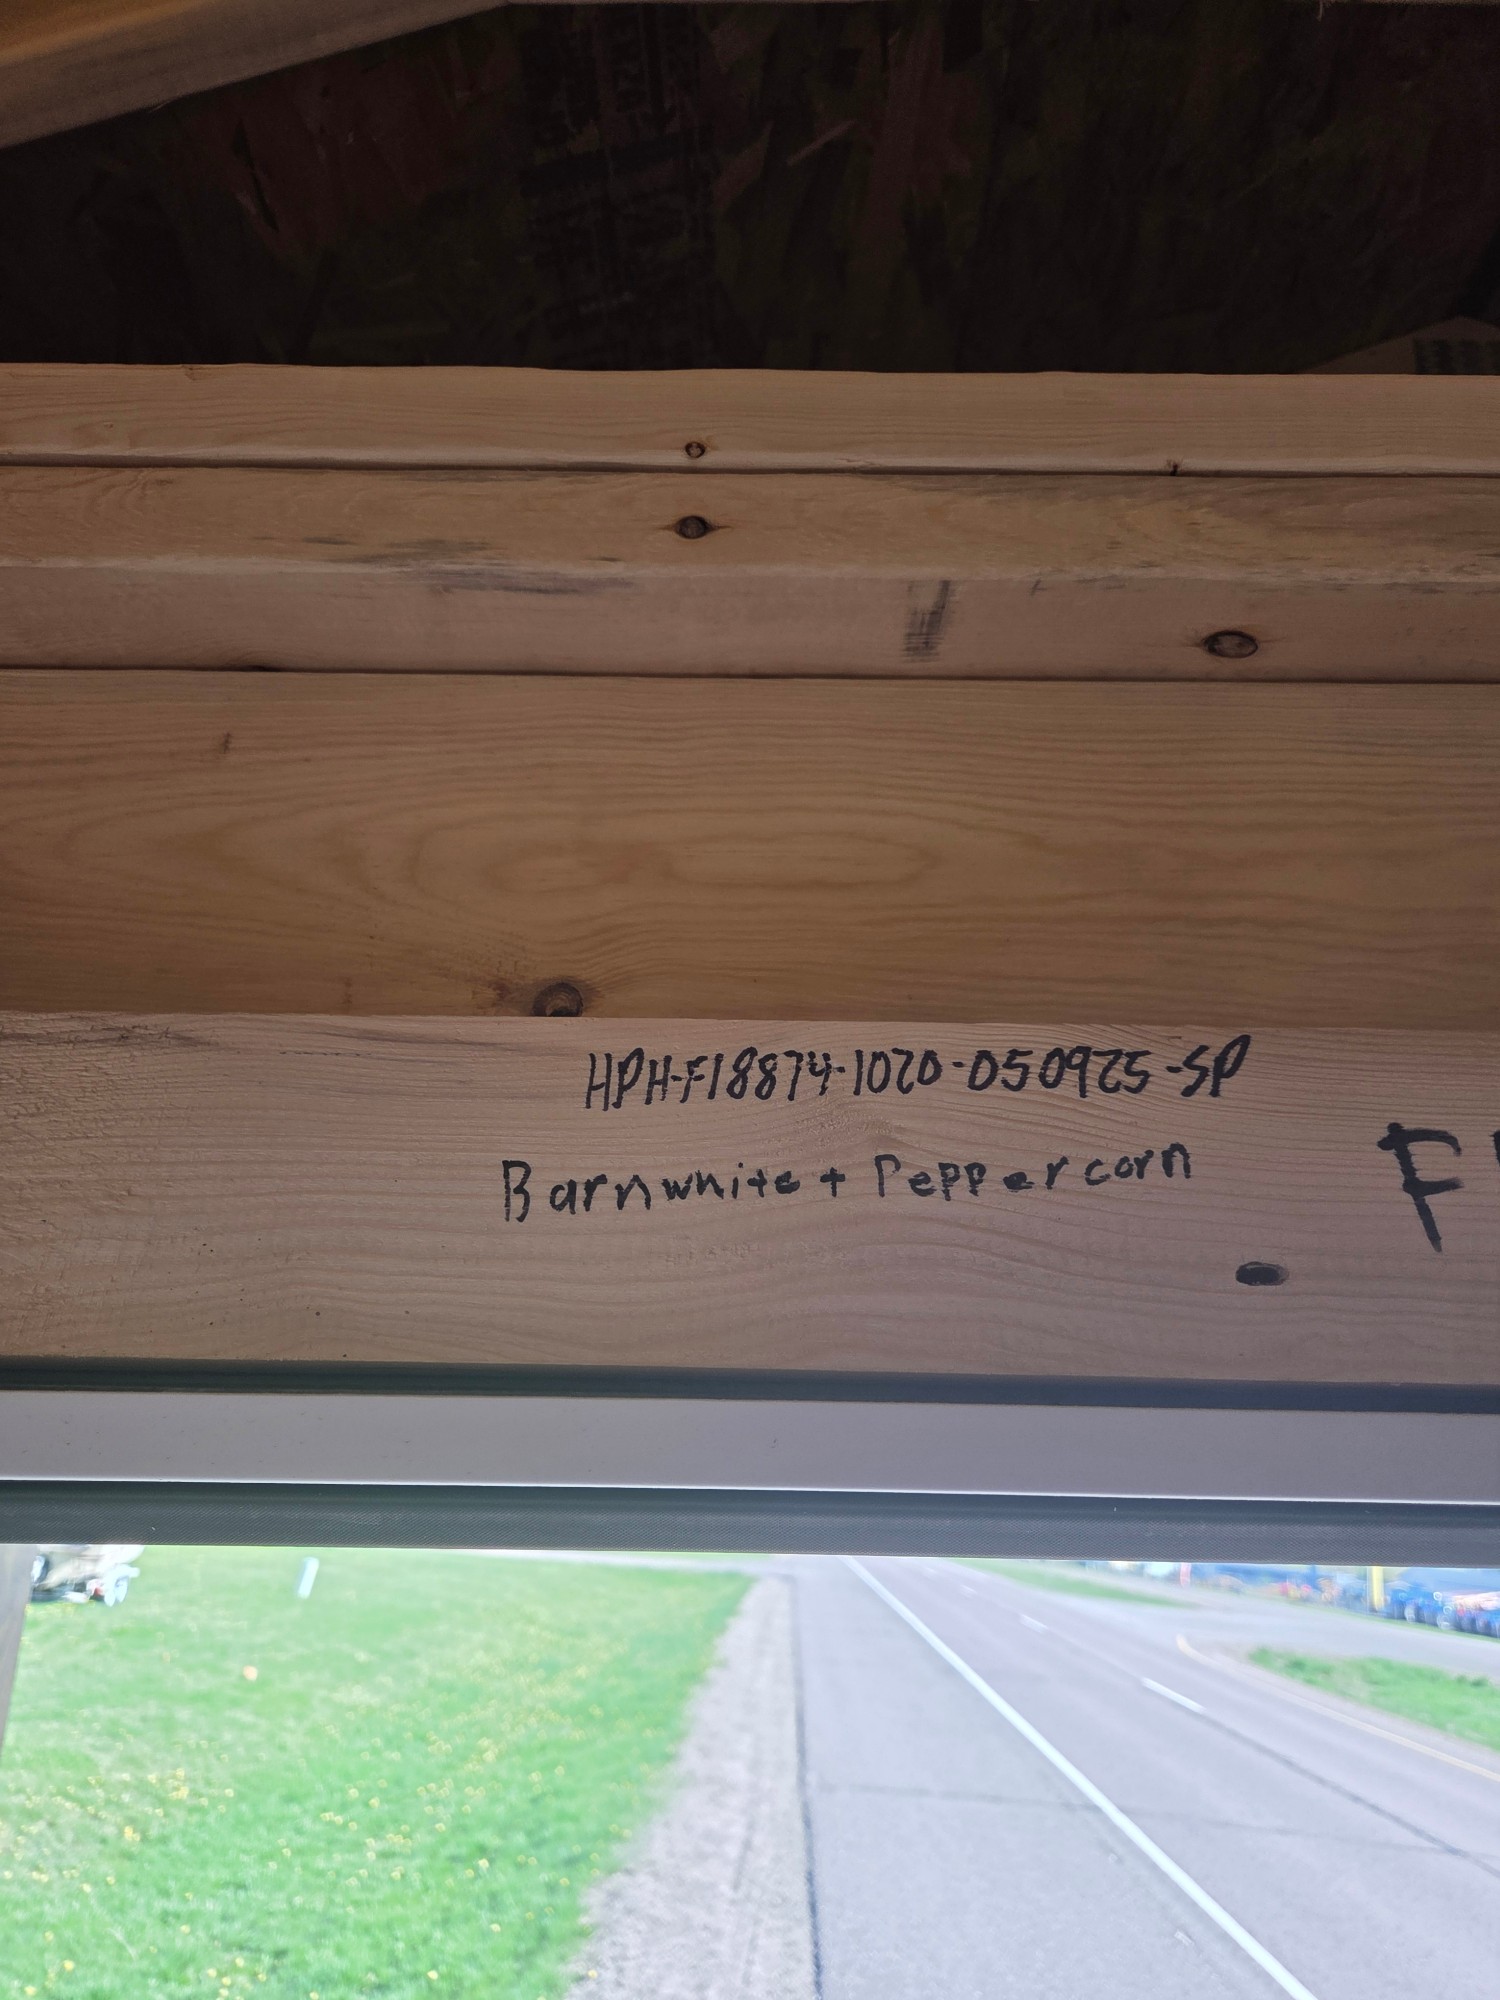 HPH-F18874-1020-050925-SP
Barnwhite + Peppercorn
F